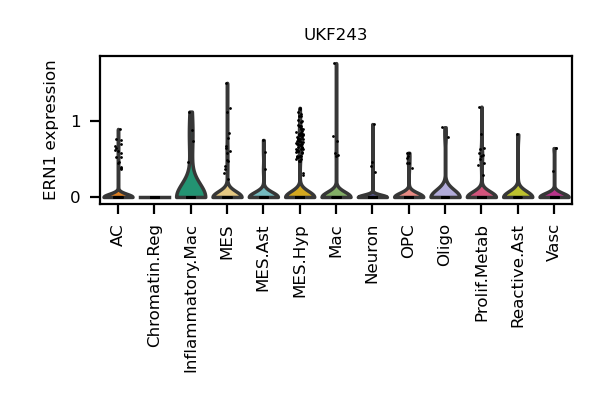 UKF243
ERN1 expression
1
0
AC
Chromatin.Reg
Inflammatory.Mac
MES
MES.Ast
MES.Hyp
Mac
Neuron
OPC
Oligo
Prolif.Metab
Reactive.Ast
Vasc